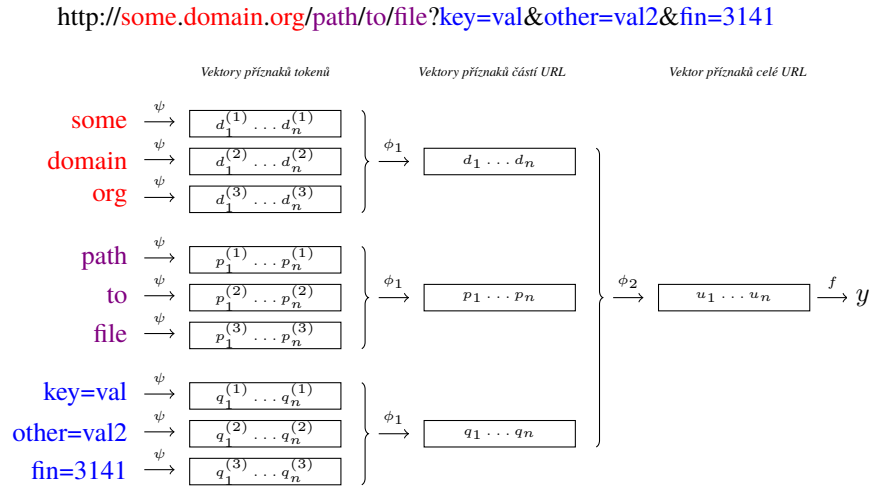 http://some.domain.org/path/to/file?key=val&other=val2&fin=3141
Vektory příznaků tokenů Vektory příznaků částí URL Vektor příznaků celé URL
some ψ d_1^{(1)} ... d_n^{(1)}
domain ψ d_1^{(2)} ... d_n^{(2)} ϕ_1 d_1 ... d_n
org ψ d_1^{(3)} ... d_n^{(3)}
path ψ p_1^{(1)} ... p_n^{(1)}
to ψ p_1^{(2)} ... p_n^{(2)} ϕ_1 p_1 ... p_n ϕ_2 u_1 ... u_n f y
file ψ p_1^{(3)} ... p_n^{(3)}
key=val ψ q_1^{(1)} ... q_n^{(1)}
other=val2 ψ q_1^{(2)} ... q_n^{(2)} ϕ_1 q_1 ... q_n
fin=3141 ψ q_1^{(3)} ... q_n^{(3)}